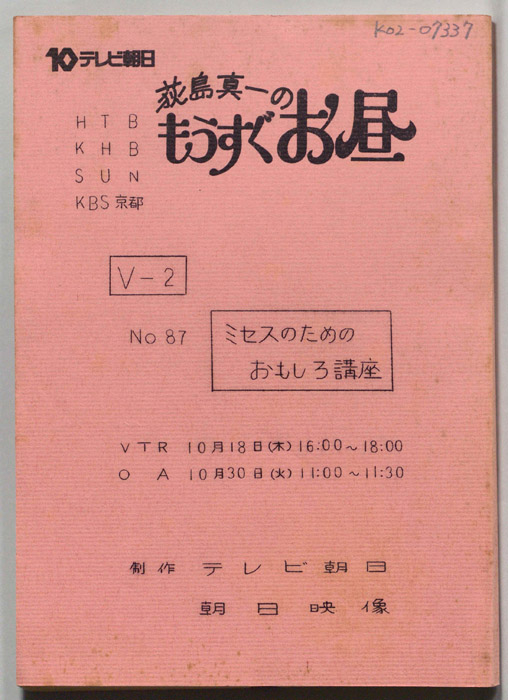 K02-07337
10テレビ朝日
荻島真一の
もうすぐお昼
HTB
KHB
SUN
KBS京都
V-2
No 87
ミセスのための
おもしろ講座
VTR 10月18日(木)16:00～18:00
OA 10月30日(火)11:00～11:30
制作 テレビ朝日
朝日映像